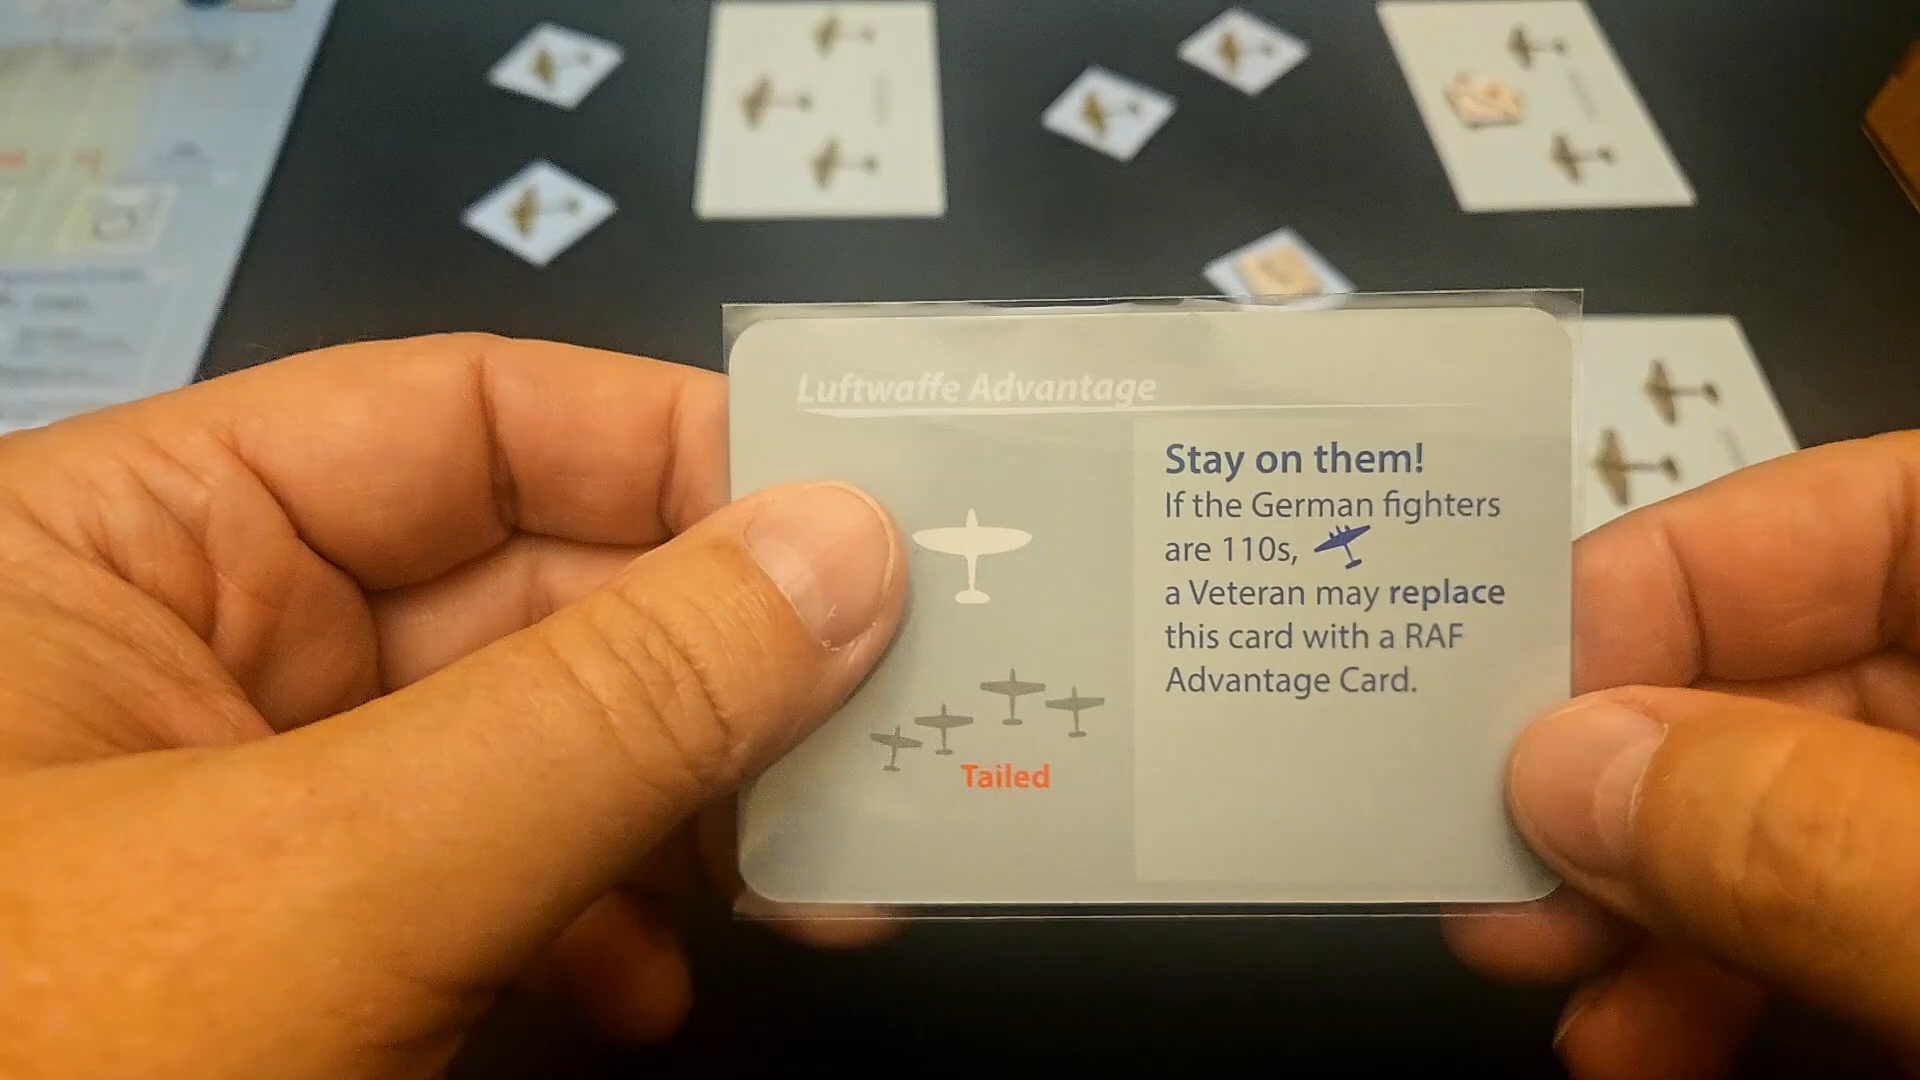 Luftwaffe Advantage
Stay on them!
If the German fighters
are 110s,
a Veteran may replace
this card with a RAF
Advantage Card.
Tailed